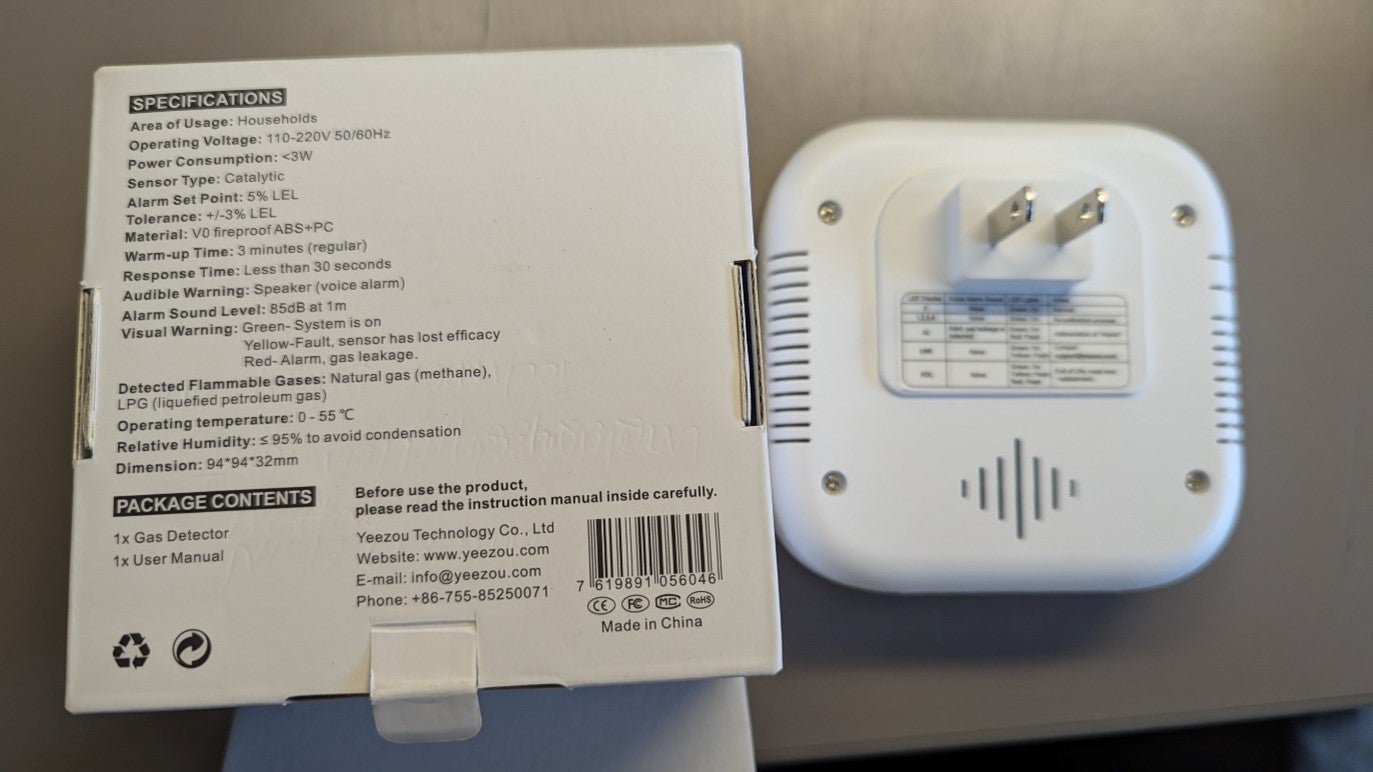 SPECIFICATIONS
Area of Usage: Households
Operating Voltage: 110-220V 50/60Hz
Power Consumption: <3W
Sensor Type: Catalytic
Alarm Set Point: 5% LEL
Tolerance: +/-3% LEL
Material: V0 fireproof ABS+PC
Warm-up Time: 3 minutes (regular)
Response Time: Less than 30 seconds
Audible Warning: Speaker (voice alarm)
Alarm Sound Level: 85dB at 1m
Visual Warning: Green- System is on
Yellow-Fault, sensor has lost efficacy
Red- Alarm, gas leakage.
Detected Flammable Gases: Natural gas (methane),
LPG (liquefied petroleum gas)
Operating temperature: 0 - 55 ℃
Relative Humidity: ≤ 95% to avoid condensation
Dimension: 94*94*32mm
PACKAGE CONTENTS
1x Gas Detector
1x User Manual
Before use the product,
please read the instruction manual inside carefully.
Yeezou Technology Co., Ltd
Website: www.yeezou.com
E-mail: info@yeezou.com
Phone: +86-755-85250071
7 619891 056046
CE FC MC RoHS
Made in China